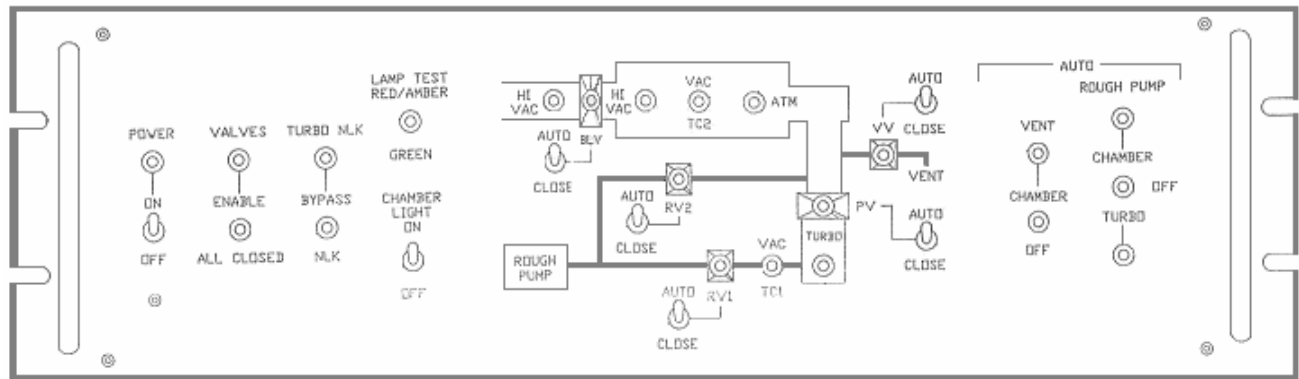 POWER
ON
OFF
VALVES
ENABLE
ALL CLOSED
TURBO NLK
BYPASS
NLK
LAMP TEST
RED/AMBER
GREEN
CHAMBER
LIGHT
ON
OFF
HI
VAC
AUTO
BLV
CLOSE
HI
VAC
VAC
TC2
ATM
AUTO
CLOSE
VV
VENT
AUTO
RV2
CLOSE
PV
AUTO
CLOSE
TURBO
ROUGH
PUMP
VAC
TC1
AUTO
RV1
CLOSE
AUTO
VENT
CHAMBER
OFF
ROUGH PUMP
CHAMBER
OFF
TURBO